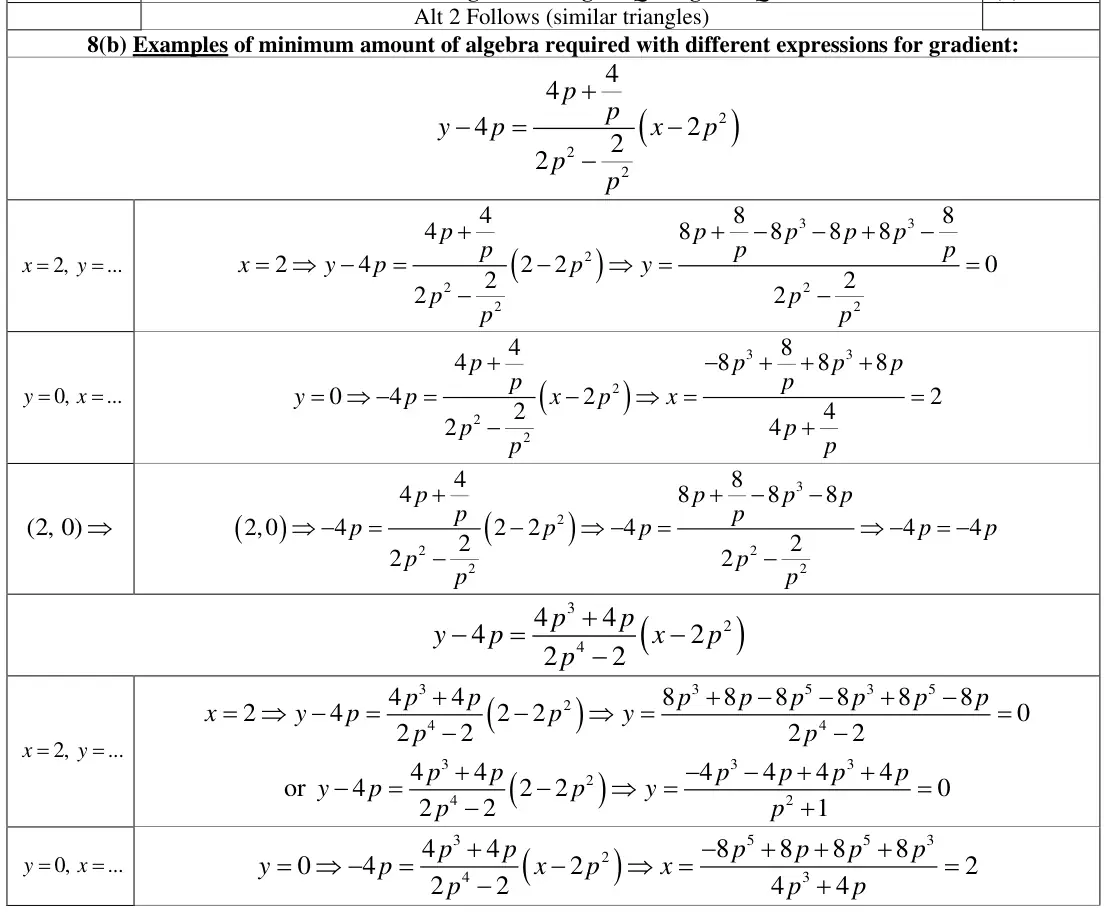 Alt 2 Follows (similar triangles)
8(b) Examples of minimum amount of algebra required with different expressions for gradient:
y − 4p = (4p + 4/p)/(2p² − 2/p²) (x − 2p²)
x = 2, y = ... x = 2 ⇒ y − 4p = (4p + 4/p)/(2p² − 2/p²) (2 − 2p²) ⇒ y = (8p + 8/p − 8p³ − 8p + 8p³ − 8/p)/(2p² − 2/p²) = 0
y = 0, x = ... y = 0 ⇒ −4p = (4p + 4/p)/(2p² − 2/p²) (x − 2p²) ⇒ x = (−8p³ + 8/p + 8p³ + 8p)/(4p + 4/p) = 2
(2, 0) ⇒ (2,0) ⇒ −4p = (4p + 4/p)/(2p² − 2/p²) (2 − 2p²) ⇒ −4p = (8p + 8/p − 8p³ − 8p)/(2p² − 2/p²) ⇒ −4p = −4p
y − 4p = (4p³ + 4p)/(2p⁴ − 2) (x − 2p²)
x = 2, y = ... x = 2 ⇒ y − 4p = (4p³ + 4p)/(2p⁴ − 2) (2 − 2p²) ⇒ y = (8p³ + 8p − 8p⁵ − 8p³ + 8p⁵ − 8p)/(2p⁴ − 2) = 0
or y − 4p = (4p³ + 4p)/(2p⁴ − 2) (2 − 2p²) ⇒ y = (−4p³ − 4p + 4p³ + 4p)/(p² + 1) = 0
y = 0, x = ... y = 0 ⇒ −4p = (4p³ + 4p)/(2p⁴ − 2) (x − 2p²) ⇒ x = (−8p⁵ + 8p + 8p⁵ + 8p³)/(4p³ + 4p) = 2